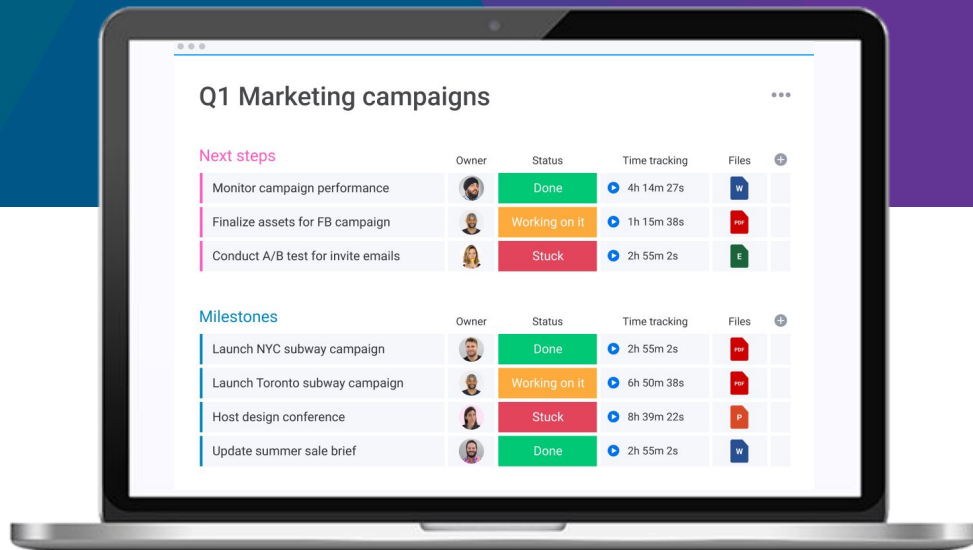 Q1 Marketing campaigns
Next steps Owner Status Time tracking Files
Monitor campaign performance Done 4h 14m 27s W
Finalize assets for FB campaign Working on it 1h 15m 38s PDF
Conduct A/B test for invite emails Stuck 2h 55m 2s E
Milestones Owner Status Time tracking Files
Launch NYC subway campaign Done 2h 55m 2s PDF
Launch Toronto subway campaign Working on it 6h 50m 38s PDF
Host design conference Stuck 8h 39m 22s P
Update summer sale brief Done 2h 55m 2s W